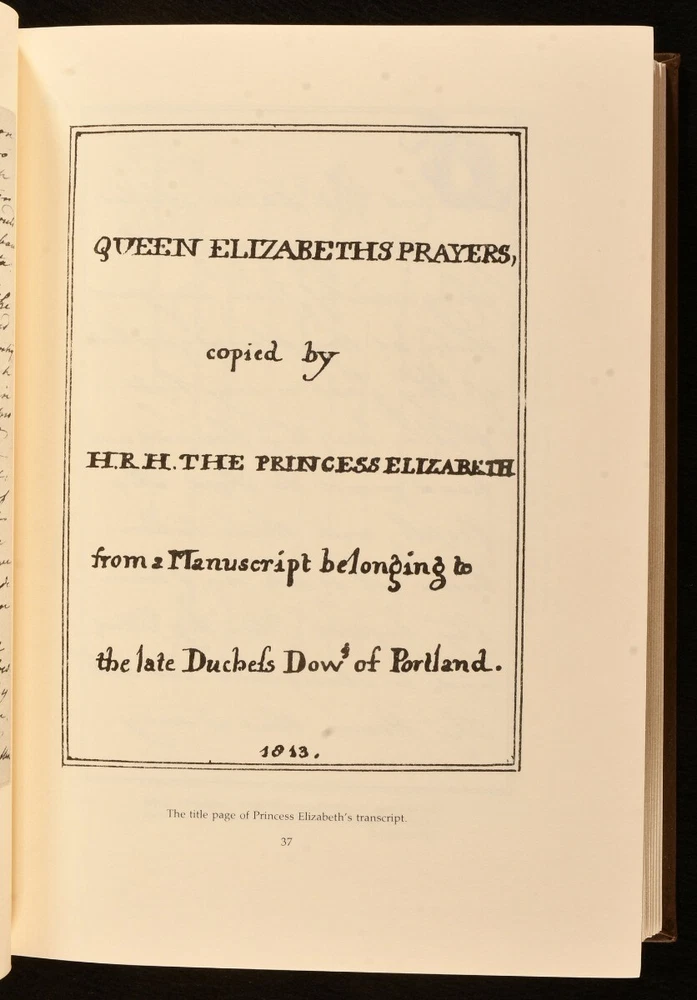 QUEEN ELIZABETHS PRAYERS,
copied by
H.R.H. THE PRINCESS ELIZABETH
from a Manuscript belonging to
the late Ducheſs Dowʳ of Portland.
1813.
The title page of Princess Elizabeth's transcript.
37